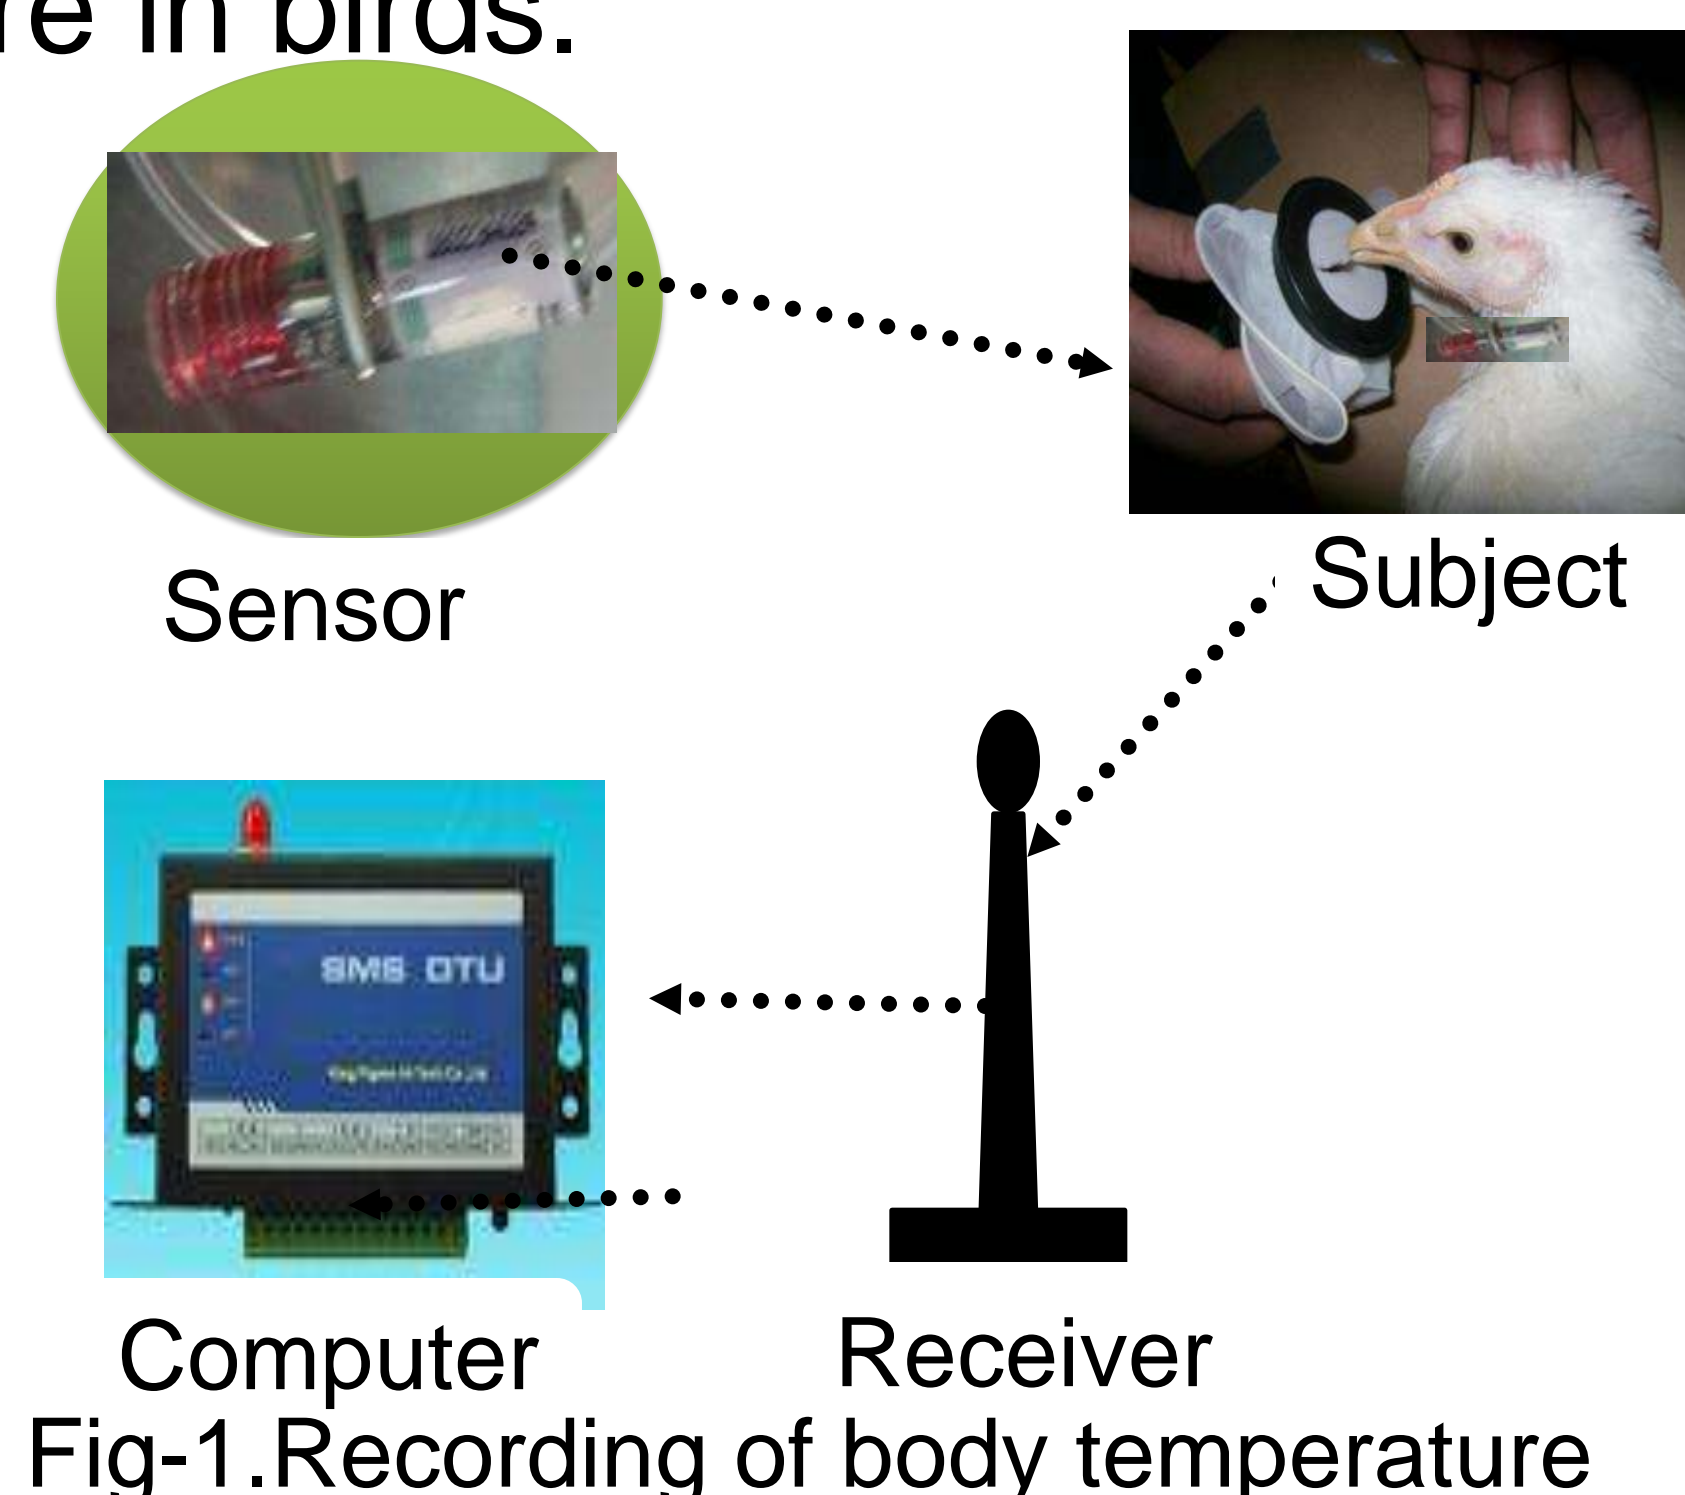 re in birds.
Sensor
Subject
SMS DTU
Computer
Receiver
Fig-1.Recording of body temperature